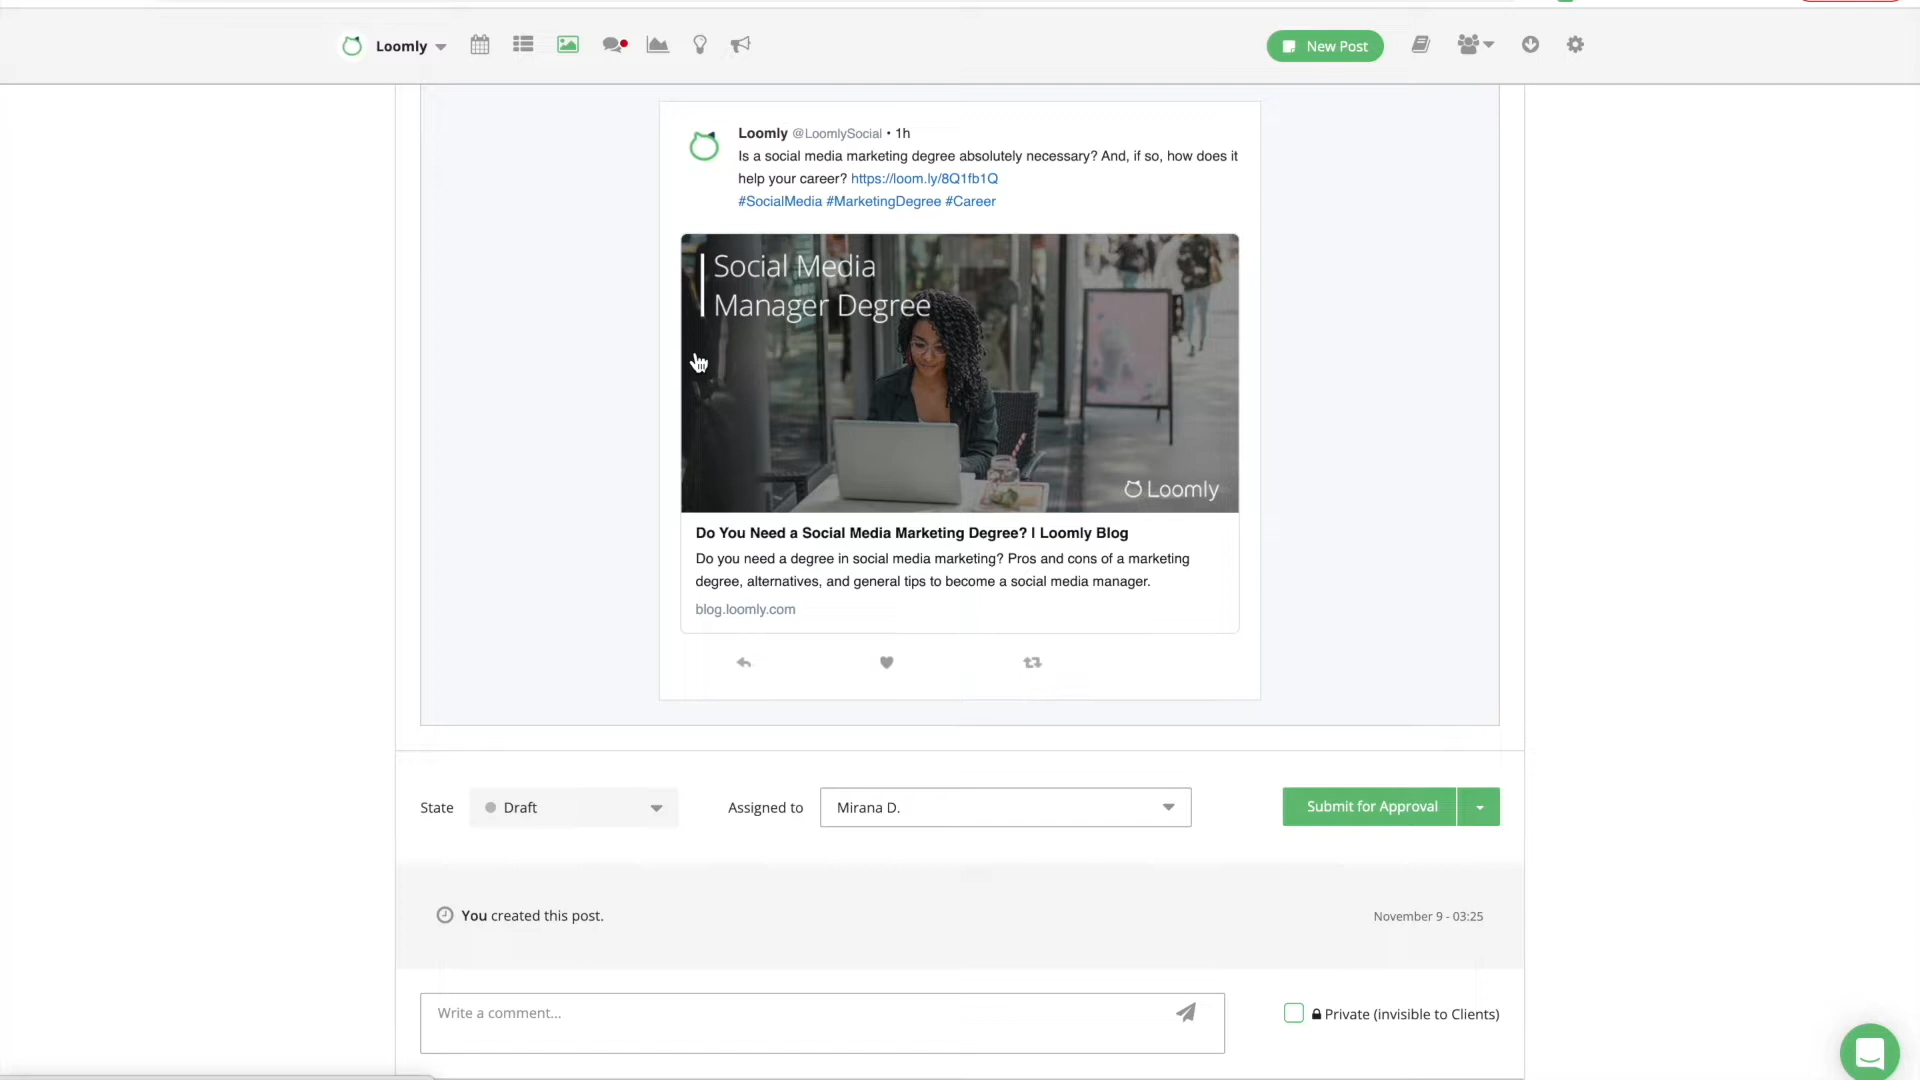 Loomly
New Post
Loomly @LoomlySocial • 1h
Is a social media marketing degree absolutely necessary? And, if so, how does it
help your career? https://loom.ly/8Q1fb1Q
#SocialMedia #MarketingDegree #Career
Social Media
Manager Degree
Loomly
Do You Need a Social Media Marketing Degree? | Loomly Blog
Do you need a degree in social media marketing? Pros and cons of a marketing
degree, alternatives, and general tips to become a social media manager.
blog.loomly.com
State Draft Assigned to Mirana D. Submit for Approval
You created this post. November 9 - 03:25
Write a comment... Private (invisible to Clients)